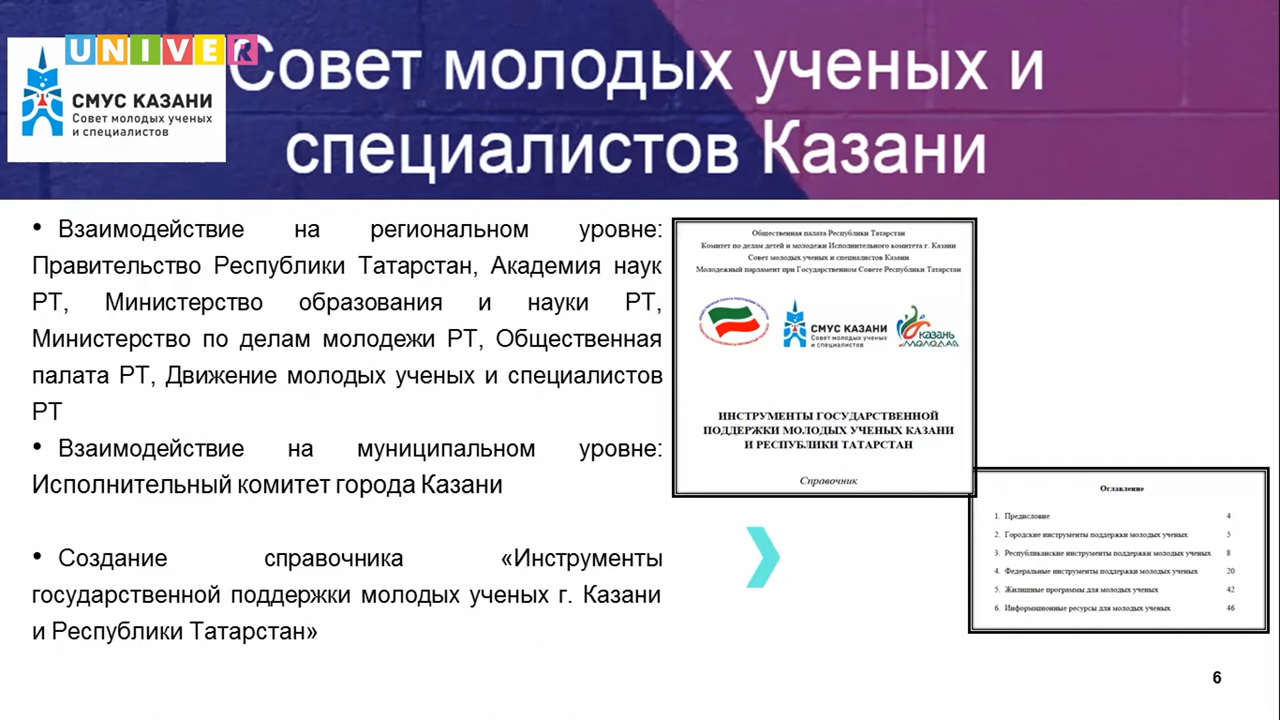 UNIVER
СМУС КАЗАНИ
Совет молодых ученых
и специалистов
Совет молодых ученых и
специалистов Казани
• Взаимодействие на региональном уровне:
Правительство Республики Татарстан, Академия наук
РТ, Министерство образования и науки РТ,
Министерство по делам молодежи РТ, Общественная
палата РТ, Движение молодых ученых и специалистов
РТ
• Взаимодействие на муниципальном уровне:
Исполнительный комитет города Казани
• Создание справочника «Инструменты
государственной поддержки молодых ученых г. Казани
и Республики Татарстан»
Общественная палата Республики Татарстан
Комитет по делам детей и молодежи Исполнительного комитета г. Казани
Совет молодых ученых и специалистов Казани
Молодежный парламент при Государственном Совете Республики Татарстан
СМУС КАЗАНИ
Совет молодых ученых
и специалистов
казань
молодая
ИНСТРУМЕНТЫ ГОСУДАРСТВЕННОЙ
ПОДДЕРЖКИ МОЛОДЫХ УЧЕНЫХ КАЗАНИ
И РЕСПУБЛИКИ ТАТАРСТАН
Справочник
Оглавление
1. Предисловие 4
2. Городские инструменты поддержки молодых ученых 5
3. Республиканские инструменты поддержки молодых ученых 8
4. Федеральные инструменты поддержки молодых ученых 20
5. Жилищные программы для молодых ученых 42
6. Информационные ресурсы для молодых ученых 46
6